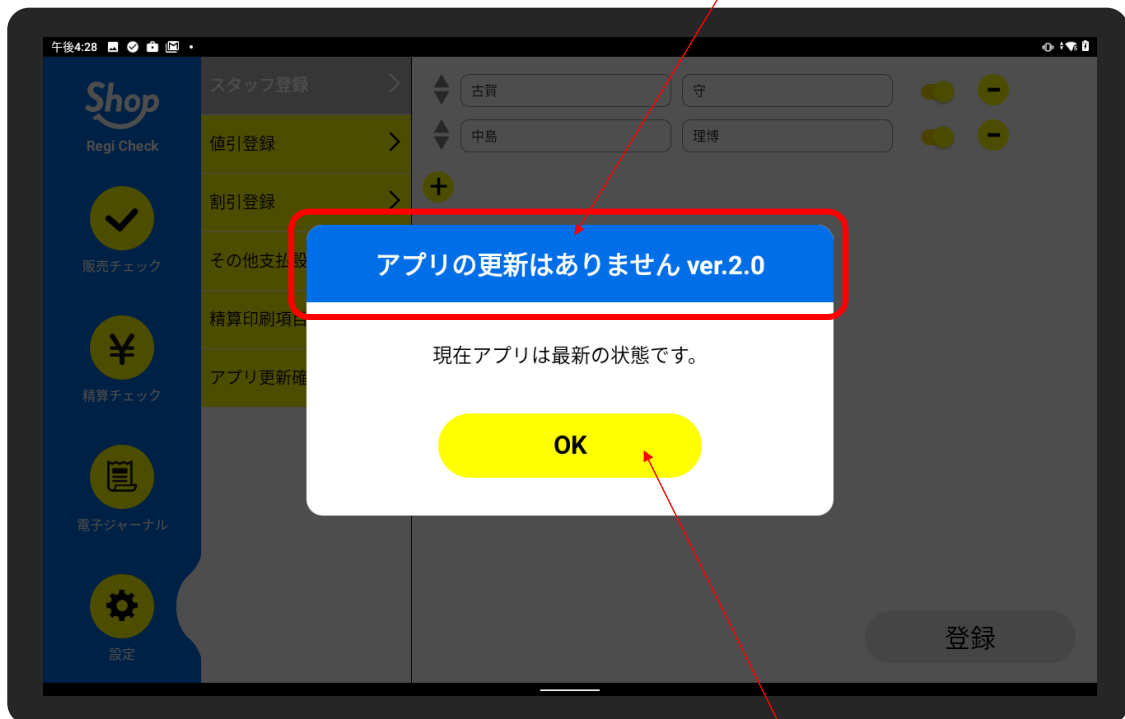 午後4:28
Shop
Regi Check
販売チェック
精算チェック
電子ジャーナル
設定
スタッフ登録
値引登録
割引登録
その他支払設
精算印刷項目
アプリ更新確
古賀 守
中島 理博
アプリの更新はありません ver.2.0
現在アプリは最新の状態です。
OK
登録